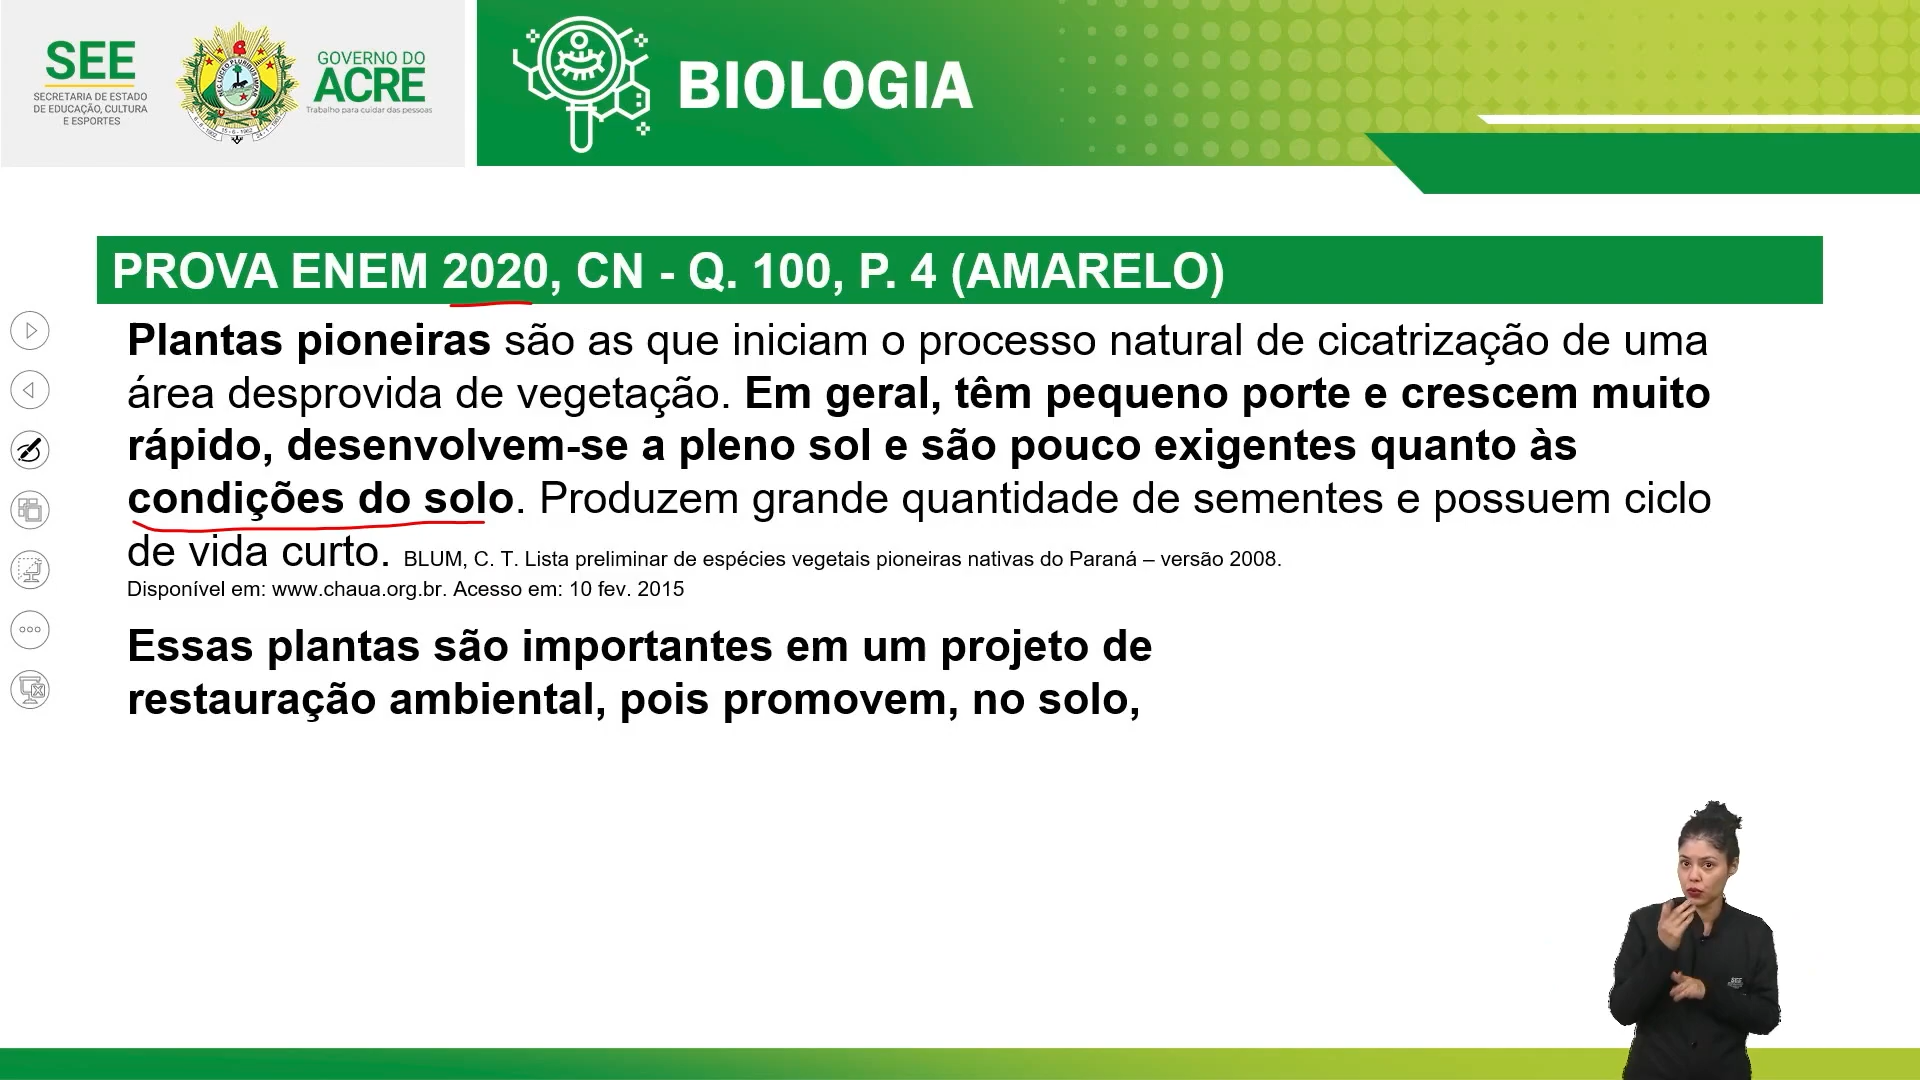 SEE
SECRETARIA DE ESTADO
DE EDUCAÇÃO, CULTURA
E ESPORTES
GOVERNO DO
ACRE
Trabalho para cuidar das pessoas
BIOLOGIA
PROVA ENEM 2020, CN - Q. 100, P. 4 (AMARELO)
Plantas pioneiras são as que iniciam o processo natural de cicatrização de uma
área desprovida de vegetação. Em geral, têm pequeno porte e crescem muito
rápido, desenvolvem-se a pleno sol e são pouco exigentes quanto às
condições do solo. Produzem grande quantidade de sementes e possuem ciclo
de vida curto. BLUM, C. T. Lista preliminar de espécies vegetais pioneiras nativas do Paraná – versão 2008.
Disponível em: www.chaua.org.br. Acesso em: 10 fev. 2015
Essas plantas são importantes em um projeto de
restauração ambiental, pois promovem, no solo,